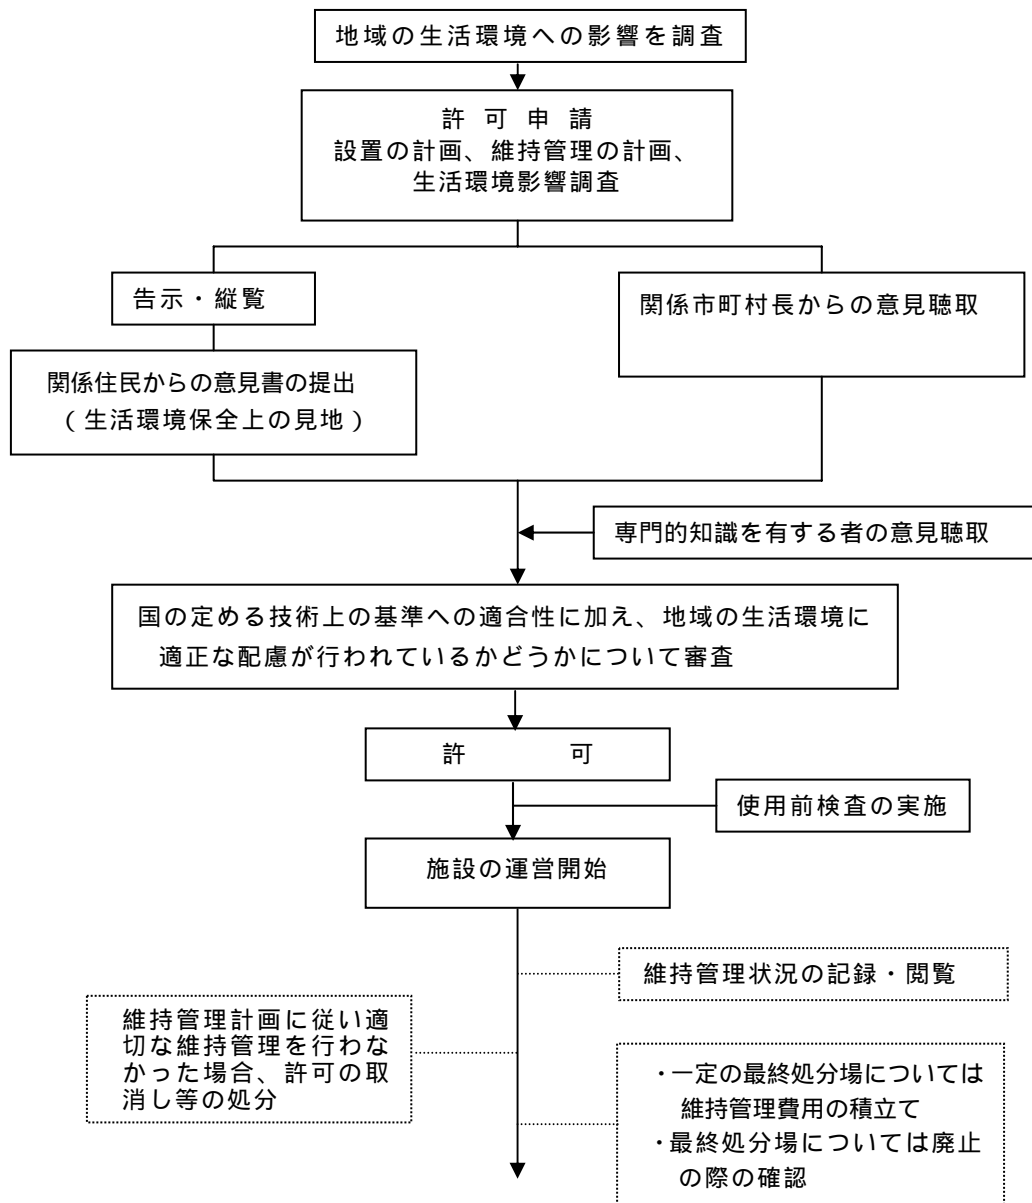 地域の生活環境への影響を調査
許可申請
設置の計画、維持管理の計画、
生活環境影響調査
告示・縦覧
関係市町村長からの意見聴取
関係住民からの意見書の提出
(生活環境保全上の見地)
専門的知識を有する者の意見聴取
国の定める技術上の基準への適合性に加え、地域の生活環境に
適正な配慮が行われているかどうかについて審査
許可
使用前検査の実施
施設の運営開始
維持管理状況の記録・閲覧
維持管理計画に従い適
切な維持管理を行わな
かった場合、許可の取
消し等の処分
・一定の最終処分場については
維持管理費用の積立て
・最終処分場については廃止
の際の確認